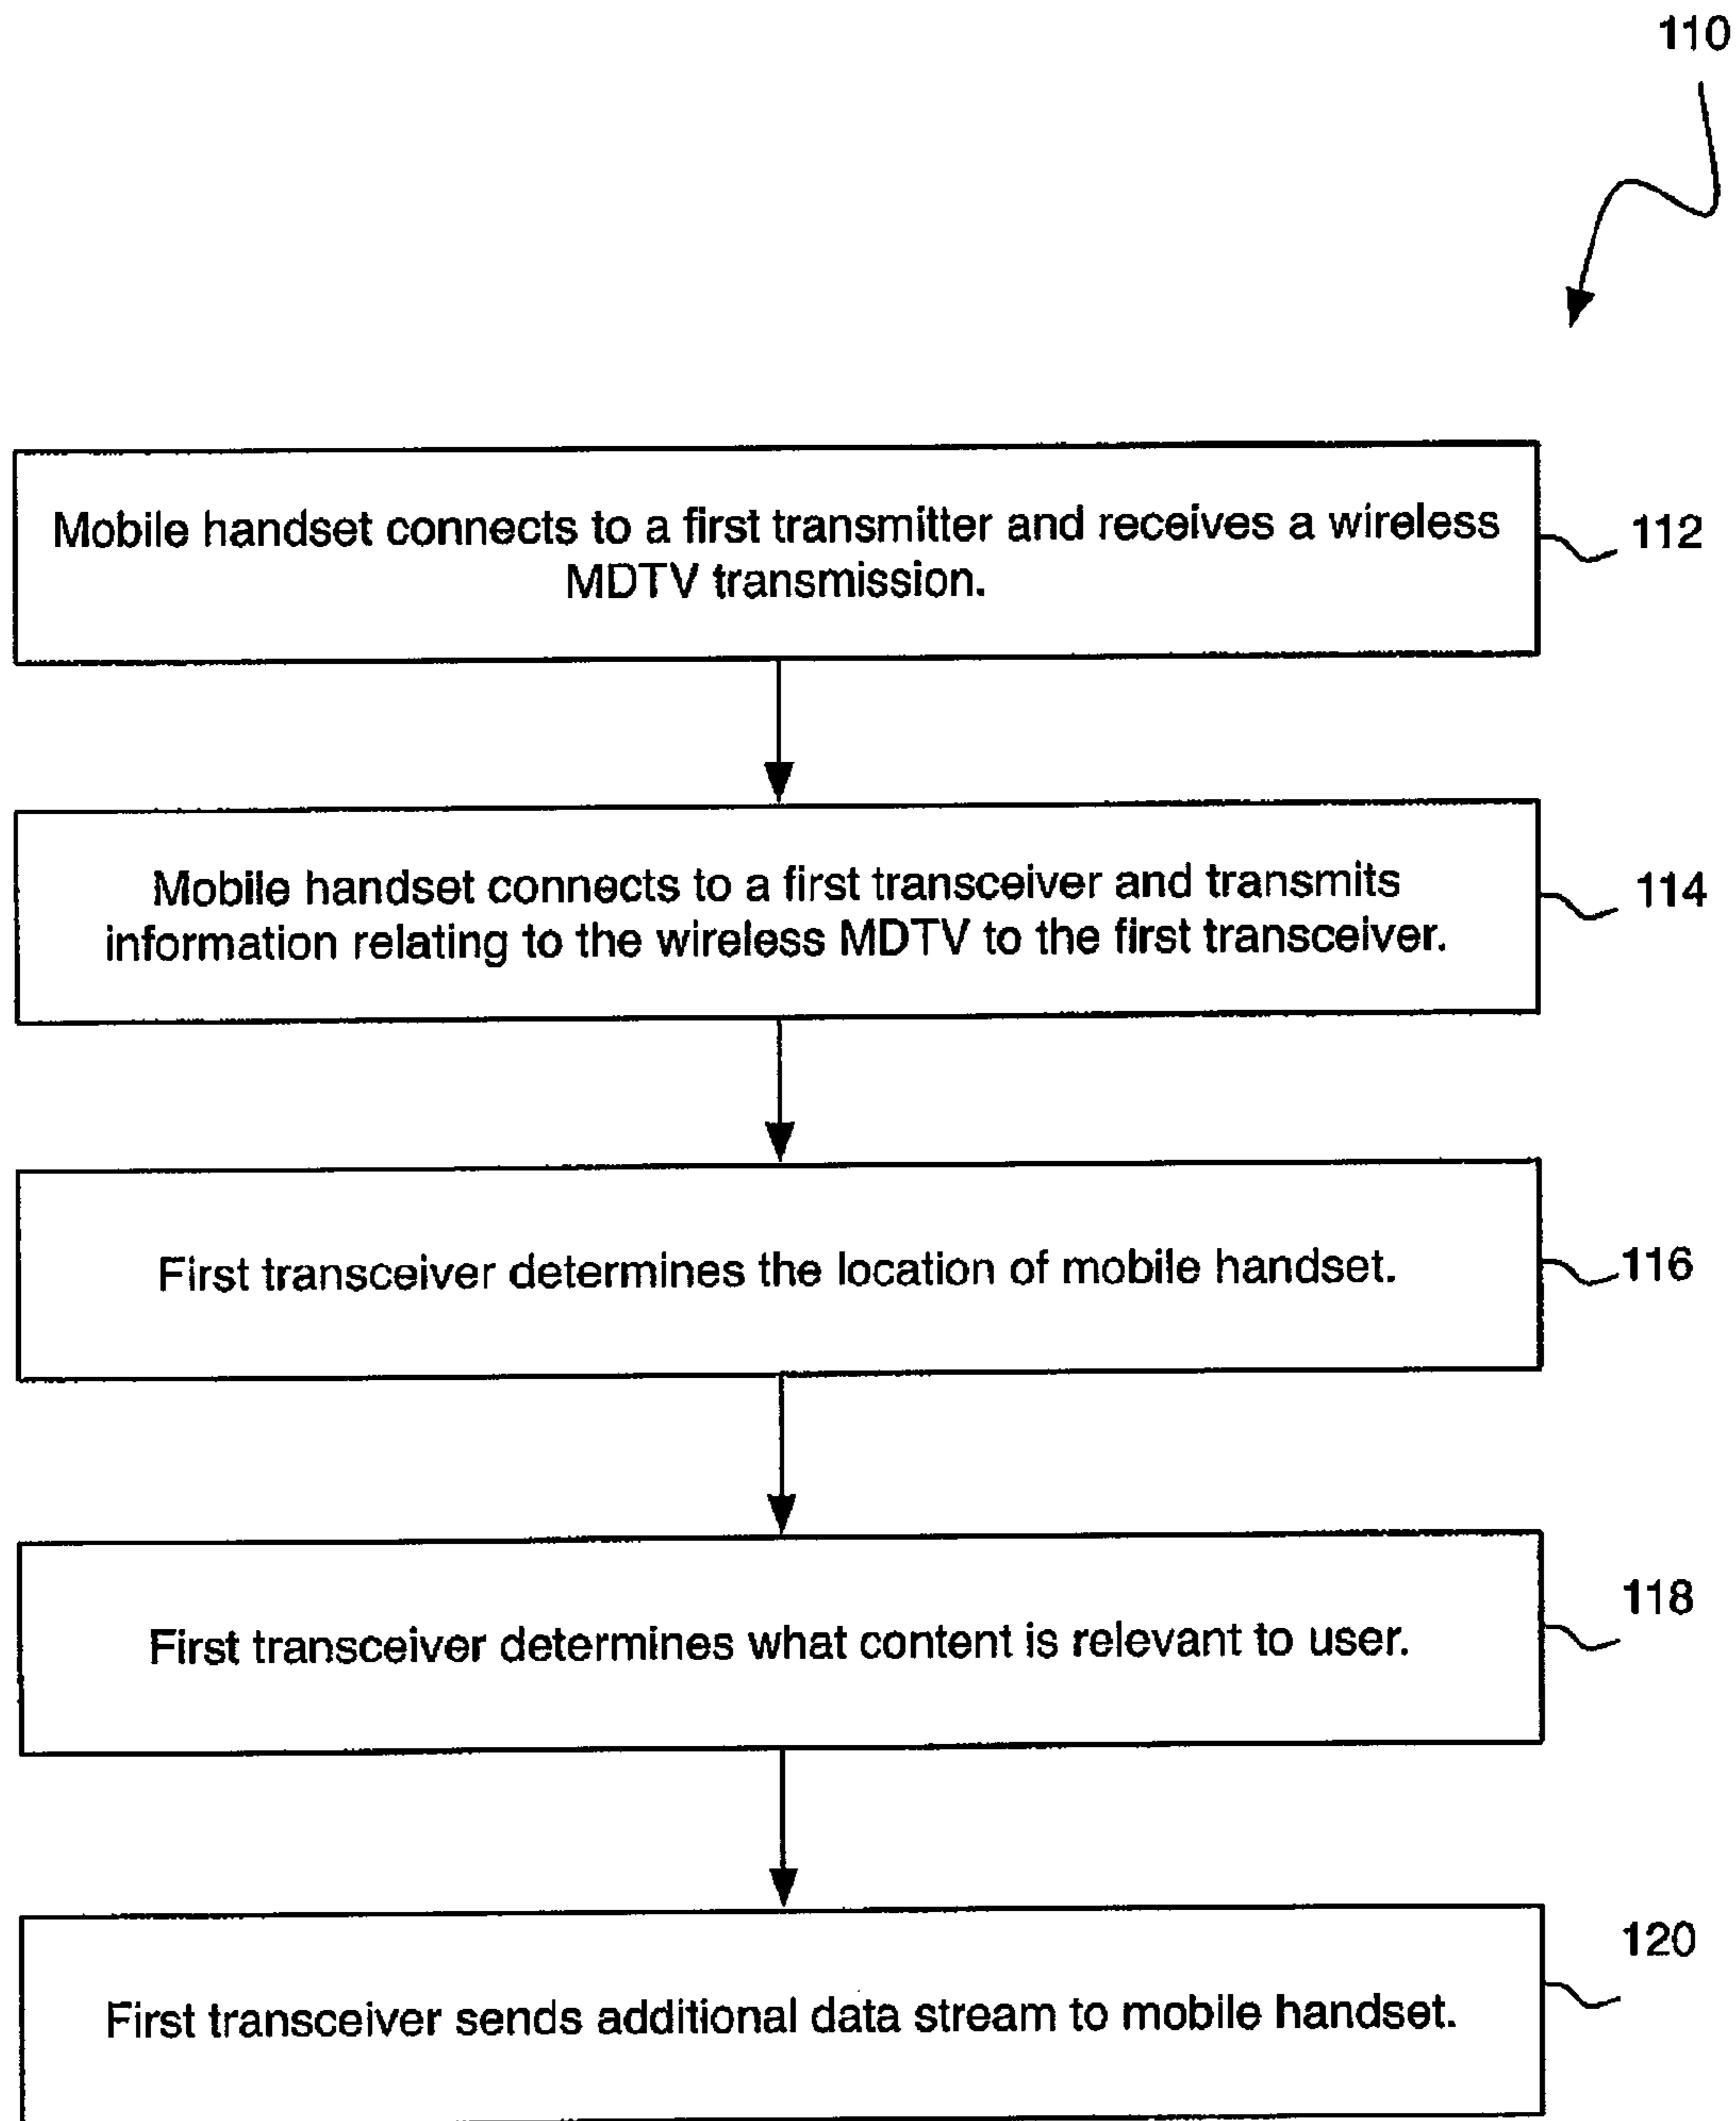 110
Mobile handset connects to a first transmitter and receives a wireless
MDTV transmission.
112
Mobile handset connects to a first transceiver and transmits
information relating to the wireless MDTV to the first transceiver.
114
First transceiver determines the location of mobile handset.
116
First transceiver determines what content is relevant to user.
118
First transceiver sends additional data stream to mobile handset.
120